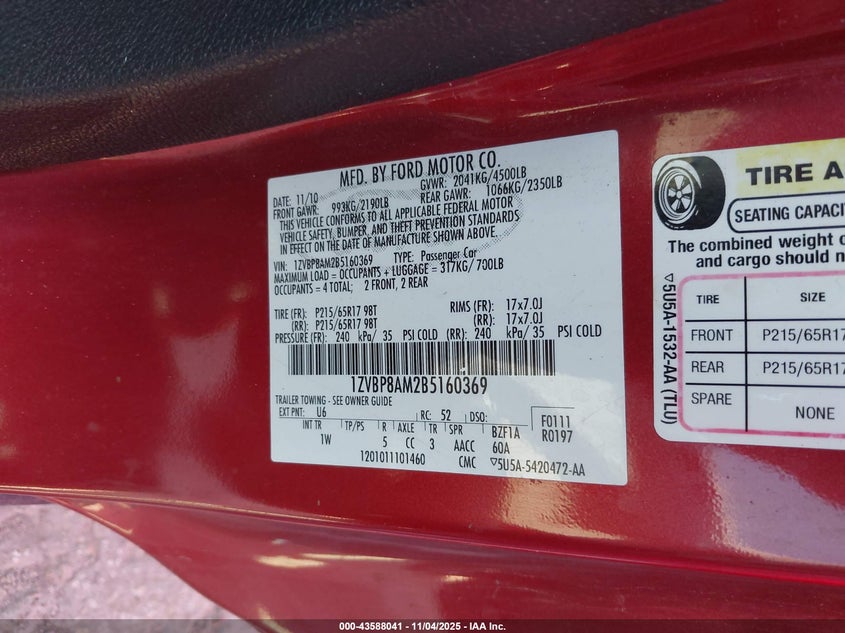 MFD. BY FORD MOTOR CO.
DATE: 11/10 GVWR: 2041KG/4500LB
FRONT GAWR: 993KG/2190LB REAR GAWR: 1066KG/2350LB
THIS VEHICLE CONFORMS TO ALL APPLICABLE FEDERAL MOTOR
VEHICLE SAFETY, BUMPER, AND THEFT PREVENTION STANDARDS
IN EFFECT ON THE DATE OF MANUFACTURE SHOWN ABOVE.
VIN: 1ZVBP8AM2B5160369 TYPE: Passenger Car
MAXIMUM LOAD = OCCUPANTS + LUGGAGE = 317KG/700LB
OCCUPANTS = 4 TOTAL; 2 FRONT, 2 REAR
TIRE (FR): P215/65R17 98T RIMS (FR): 17x7.0J
(RR): P215/65R17 98T (RR): 17x7.0J
PRESSURE (FR): 240 kPa/ 35 PSI COLD (RR): 240 kPa/ 35 PSI COLD
1ZVBP8AM2B5160369
TRAILER TOWING - SEE OWNER GUIDE
EXT PNT: U6 RC: 52 DSO: F0111
R0197
INT TR TP/PS R AXLE TR SPR BZF1A
1W 5 CC 3 AACC 60A
1201011101460 CMC ▽5U5A-5420472-AA
TIRE A
SEATING CAPACI
The combined weight o
and cargo should n
TIRE SIZE
FRONT P215/65R17
REAR P215/65R17
SPARE NONE
▽5U5A-1532-AA (TLU)
000-43588041 - 11/04/2025 - IAA Inc.